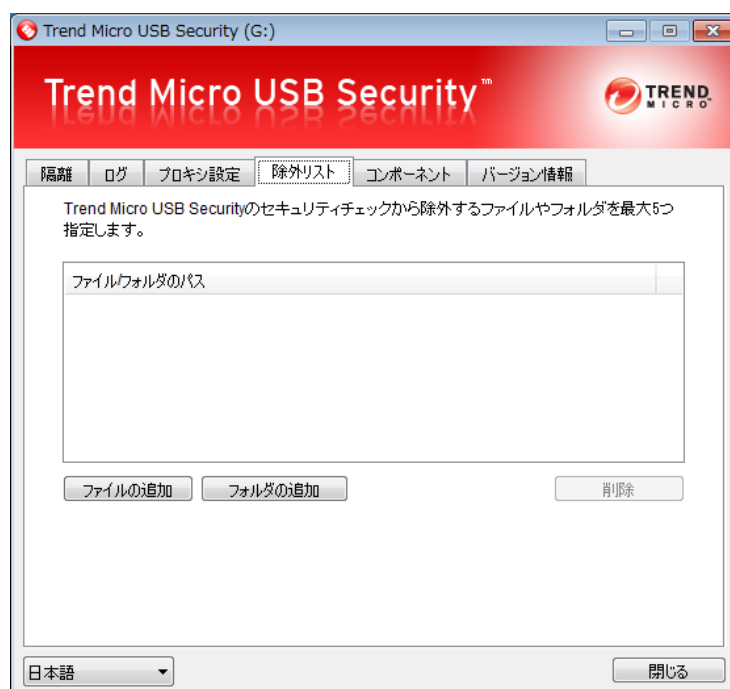 Trend Micro USB Security (G:)
Trend Micro USB Security™
TREND MICRO™
隔離 ログ プロキシ設定 除外リスト コンポーネント バージョン情報
Trend Micro USB Securityのセキュリティチェックから除外するファイルやフォルダを最大5つ
指定します。
ファイル/フォルダのパス
ファイルの追加 フォルダの追加 削除
日本語 閉じる